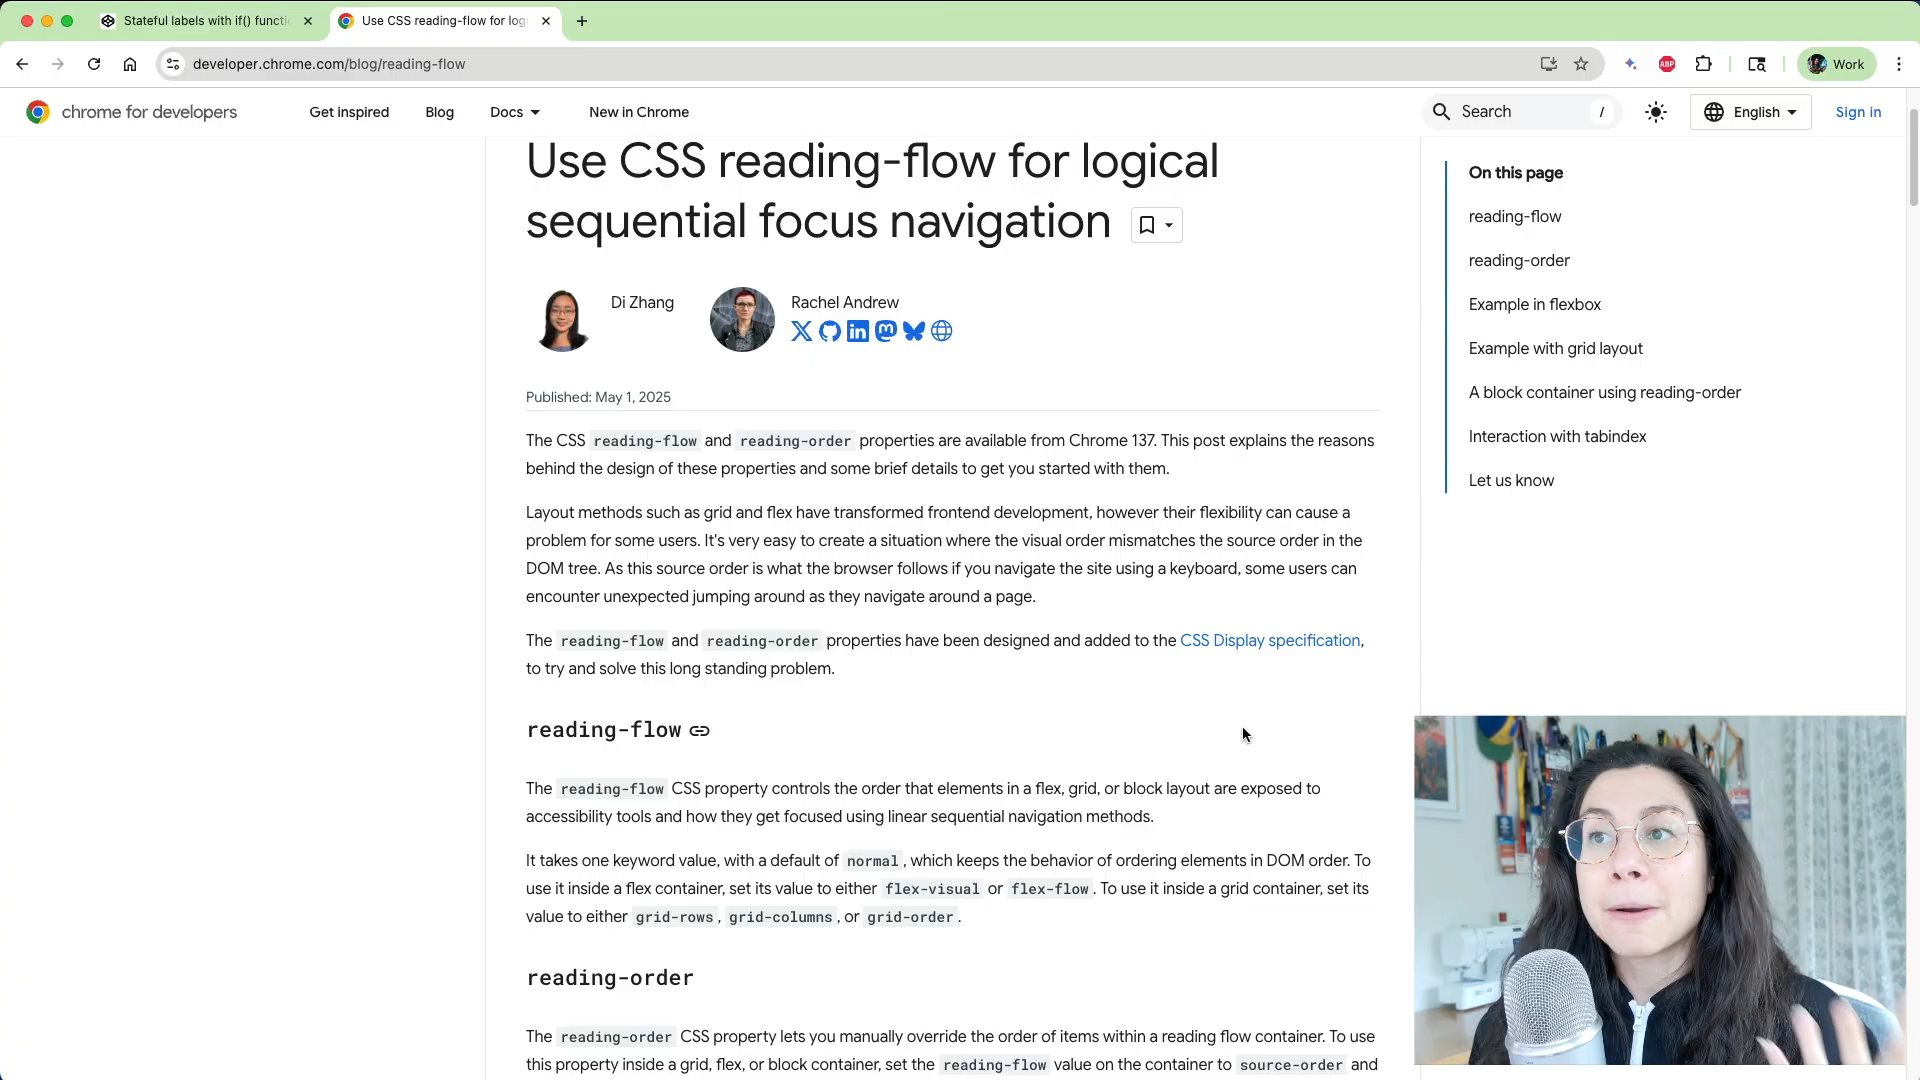 Stateful labels with if() functi
Use CSS reading-flow for log
developer.chrome.com/blog/reading-flow
ABP
Work
chrome for developers
Get inspired
Blog
Docs
New in Chrome
Search
/
English
Sign in
Use CSS reading-flow for logical
sequential focus navigation
Di Zhang
Rachel Andrew
Published: May 1, 2025
The CSS reading-flow and reading-order properties are available from Chrome 137. This post explains the reasons
behind the design of these properties and some brief details to get you started with them.
Layout methods such as grid and flex have transformed frontend development, however their flexibility can cause a
problem for some users. It's very easy to create a situation where the visual order mismatches the source order in the
DOM tree. As this source order is what the browser follows if you navigate the site using a keyboard, some users can
encounter unexpected jumping around as they navigate around a page.
The reading-flow and reading-order properties have been designed and added to the CSS Display specification,
to try and solve this long standing problem.
reading-flow
The reading-flow CSS property controls the order that elements in a flex, grid, or block layout are exposed to
accessibility tools and how they get focused using linear sequential navigation methods.
It takes one keyword value, with a default of normal, which keeps the behavior of ordering elements in DOM order. To
use it inside a flex container, set its value to either flex-visual or flex-flow. To use it inside a grid container, set its
value to either grid-rows, grid-columns, or grid-order.
reading-order
The reading-order CSS property lets you manually override the order of items within a reading flow container. To use
this property inside a grid, flex, or block container, set the reading-flow value on the container to source-order and
On this page
reading-flow
reading-order
Example in flexbox
Example with grid layout
A block container using reading-order
Interaction with tabindex
Let us know